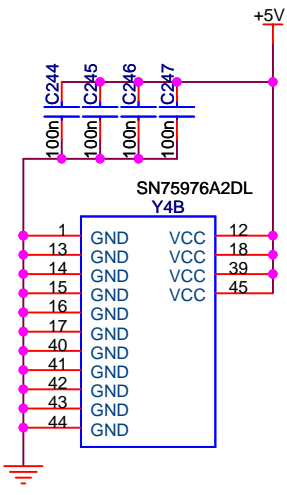 +5V
C244 C245 C246 C247
100n 100n 100n 100n
SN75976A2DL
Y4B
1 GND VCC 12
13 GND VCC 18
14 GND VCC 39
15 GND VCC 45
16 GND
17 GND
40 GND
41 GND
42 GND
43 GND
44 GND